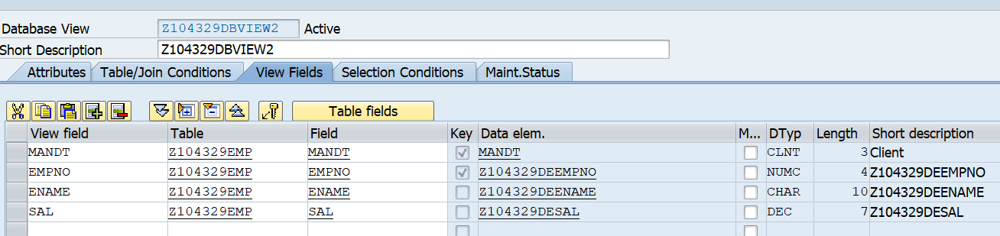 Database View Z104329DBVIEW2 Active
Short Description Z104329DBVIEW2
Attributes Table/Join Conditions View Fields Selection Conditions Maint.Status
Table fields
View field Table Field Key Data elem. M... DTyp Length Short description
MANDT Z104329EMP MANDT MANDT CLNT 3 Client
EMPNO Z104329EMP EMPNO Z104329DEEMPNO NUMC 4 Z104329DEEMPNO
ENAME Z104329EMP ENAME Z104329DEENAME CHAR 10 Z104329DEENAME
SAL Z104329EMP SAL Z104329DESAL DEC 7 Z104329DESAL